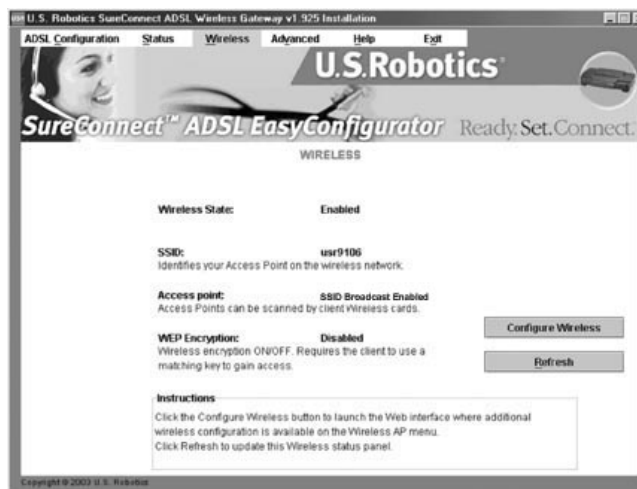 U.S. Robotics SureConnect ADSL Wireless Gateway v1.925 Installation
ADSL Configuration Status Wireless Advanced Help Exit
U.S.Robotics
SureConnect™ ADSL EasyConfigurator Ready. Set. Connect.
WIRELESS
Wireless State: Enabled
SSID: usr9106
Identifies your Access Point on the wireless network.
Access point: SSID Broadcast Enabled
Access Points can be scanned by client Wireless cards.
WEP Encryption: Disabled
Wireless encryption ON/OFF. Requires the client to use a
matching key to gain access.
Configure Wireless
Refresh
Instructions
Click the Configure Wireless button to launch the Web interface where additional
wireless configuration is available on the Wireless AP menu.
Click Refresh to update this Wireless status panel.
Copyright © 2003 U.S. Robotics